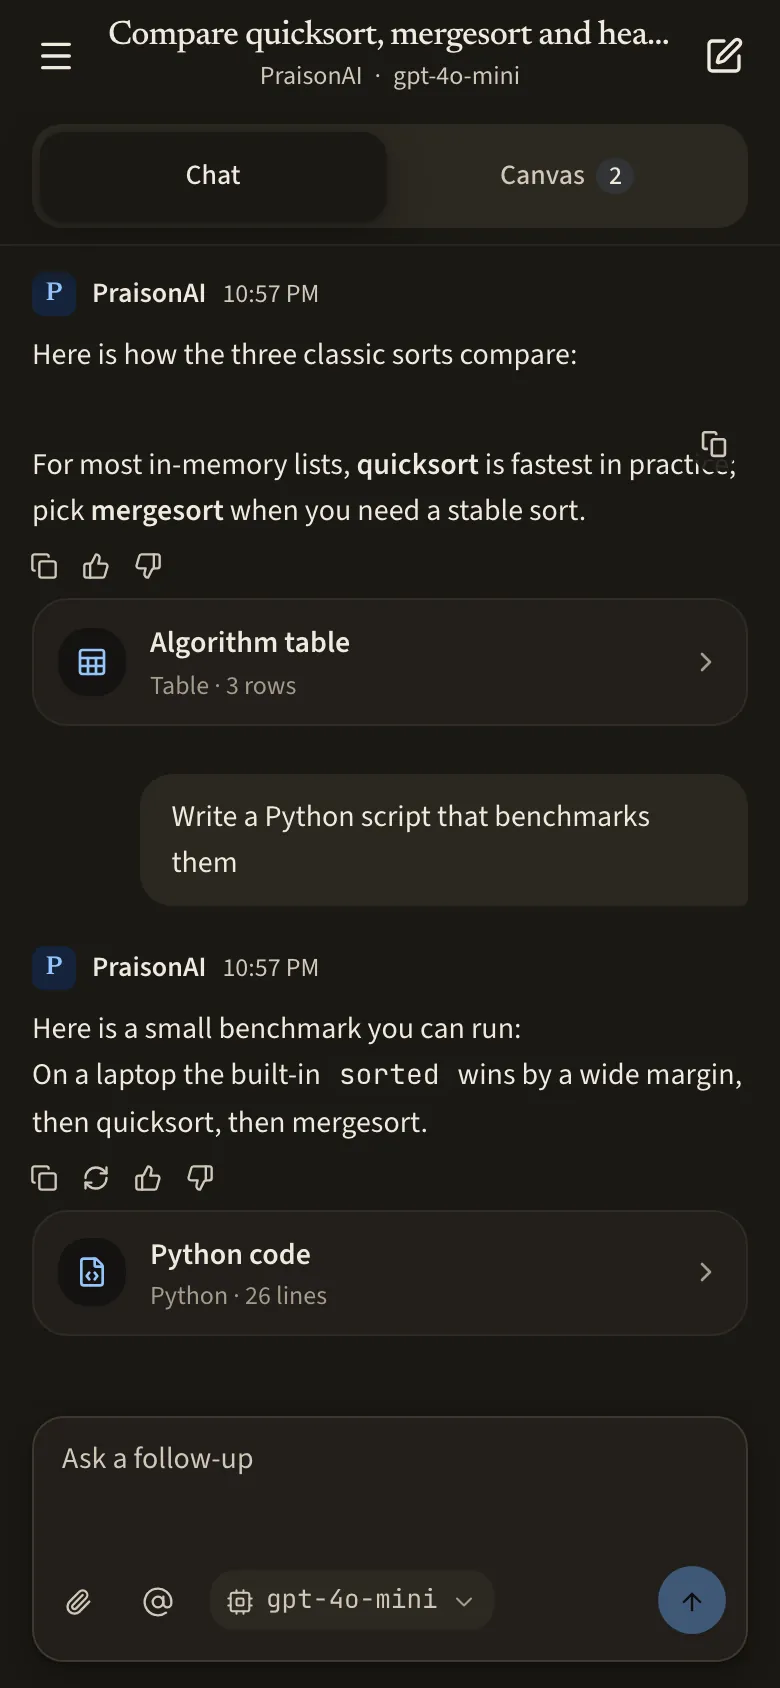 Compare quicksort, mergesort and hea...
PraisonAI · gpt-4o-mini
Chat
Canvas 2
P PraisonAI 10:57 PM
Here is how the three classic sorts compare:
For most in-memory lists, quicksort is fastest in practice;
pick mergesort when you need a stable sort.
Algorithm table
Table · 3 rows
Write a Python script that benchmarks
them
P PraisonAI 10:57 PM
Here is a small benchmark you can run:
On a laptop the built-in sorted wins by a wide margin,
then quicksort, then mergesort.
Python code
Python · 26 lines
Ask a follow-up
gpt-4o-mini